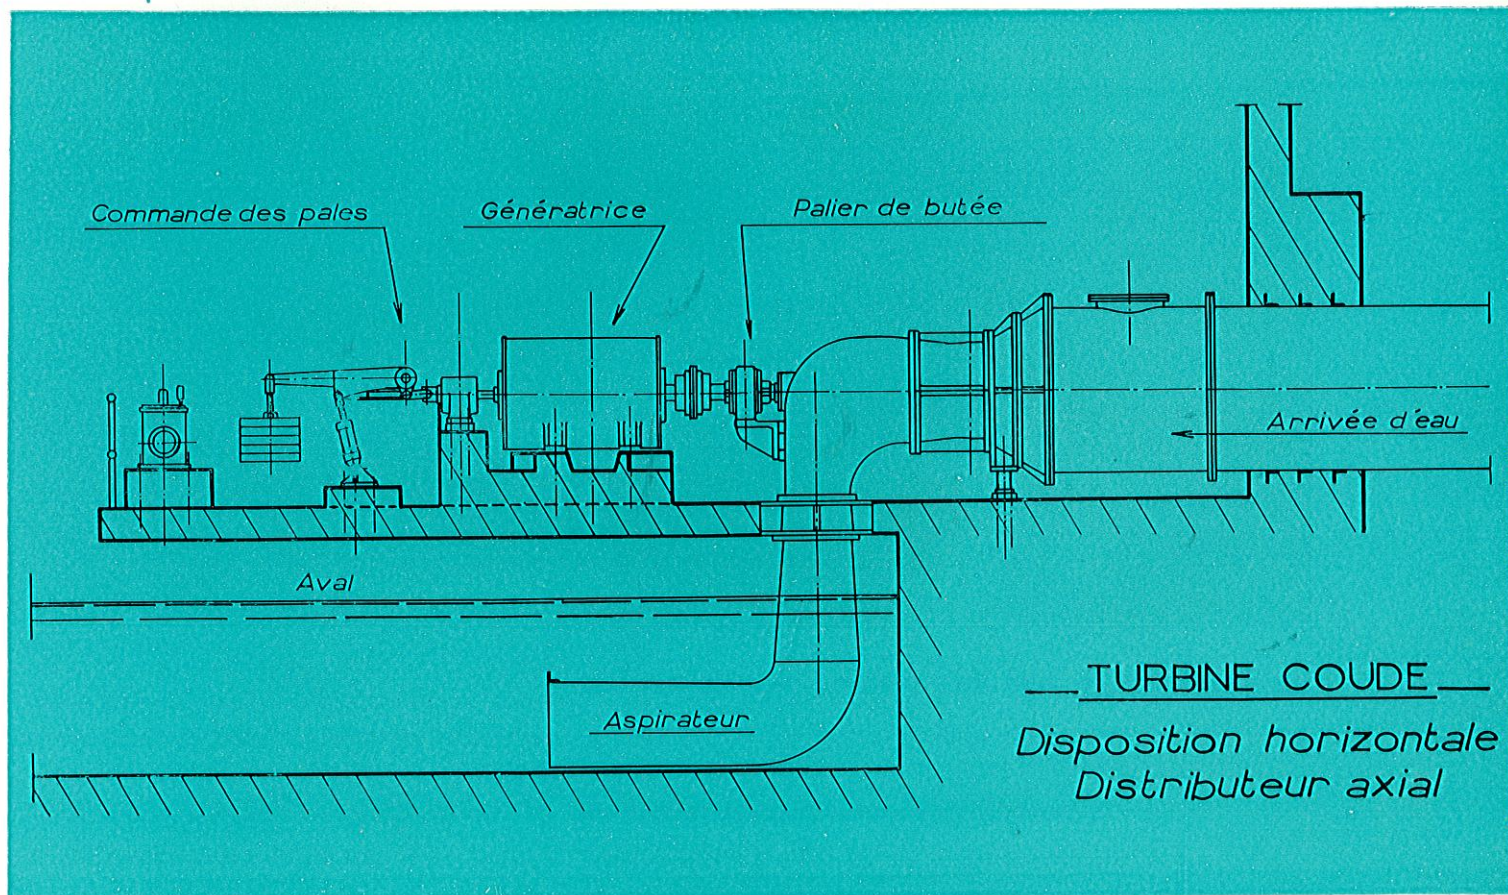 Commande des pales
Génératrice
Palier de butée
Arrivée d'eau
Aval
Aspirateur
TURBINE COUDE
Disposition horizontale
Distributeur axial